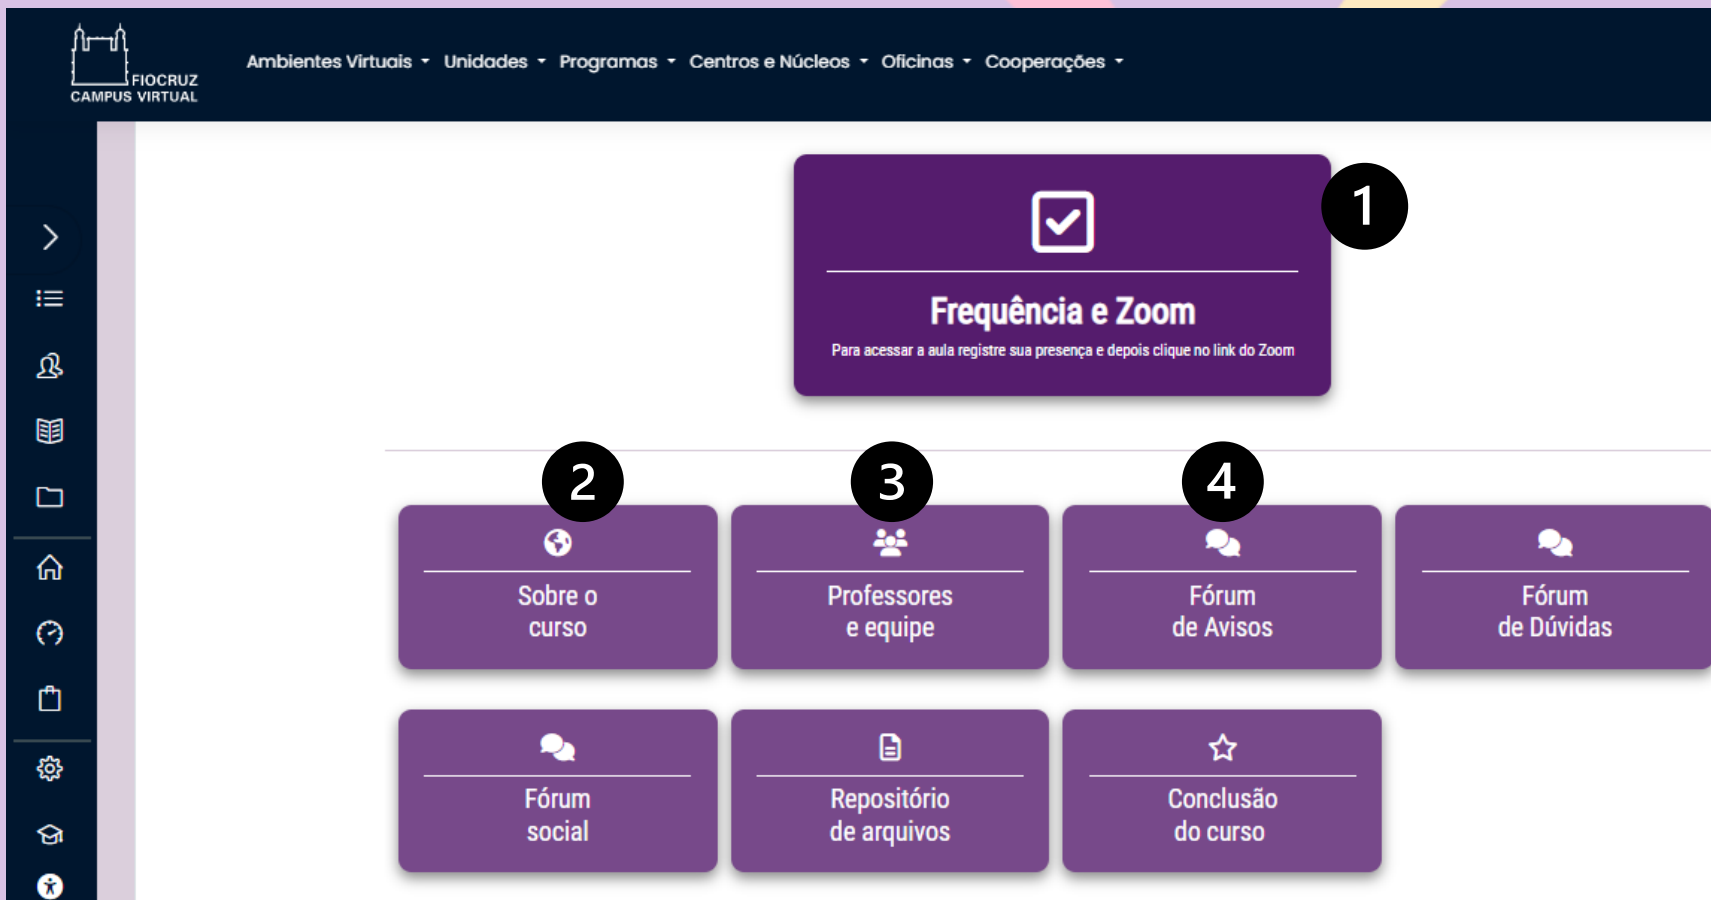 FIOCRUZ
CAMPUS VIRTUAL
Ambientes Virtuais Unidades Programas Centros e Núcleos Oficinas Cooperações
1
Frequência e Zoom
Para acessar a aula registre sua presença e depois clique no link do Zoom
2
3
4
Sobre o
curso
Professores
e equipe
Fórum
de Avisos
Fórum
de Dúvidas
Fórum
social
Repositório
de arquivos
Conclusão
do curso